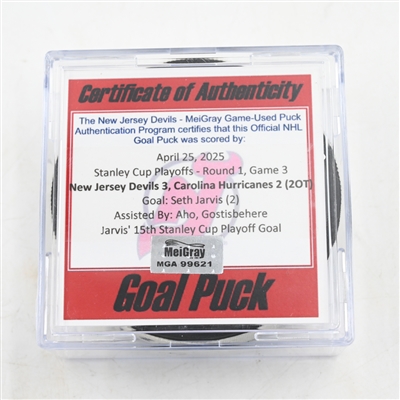 Certificate of Authenticity
The New Jersey Devils - MeiGray Game-Used Puck
Authentication Program certifies that this Official NHL
Goal Puck was scored by:
April 25, 2025
Stanley Cup Playoffs - Round 1, Game 3
New Jersey Devils 3, Carolina Hurricanes 2 (2OT)
Goal: Seth Jarvis (2)
Assisted By: Aho, Gostisbehere
Jarvis' 15th Stanley Cup Playoff Goal
MeiGray
MGA 99621
Goal Puck